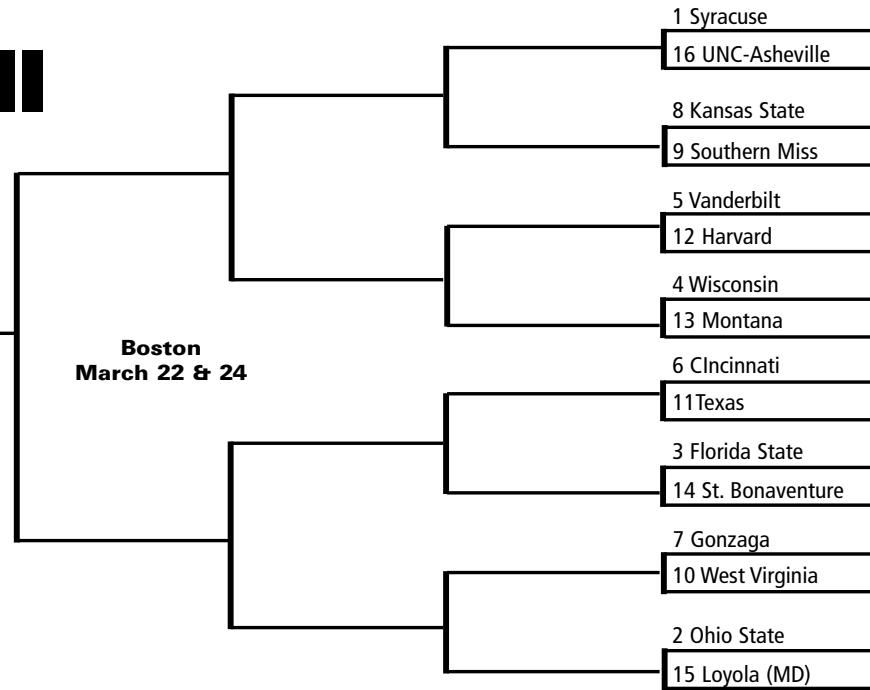 1 Syracuse
16 UNC-Asheville
8 Kansas State
9 Southern Miss
5 Vanderbilt
12 Harvard
4 Wisconsin
13 Montana
Boston
March 22 & 24
6 CIncinnati
11Texas
3 Florida State
14 St. Bonaventure
7 Gonzaga
10 West Virginia
2 Ohio State
15 Loyola (MD)